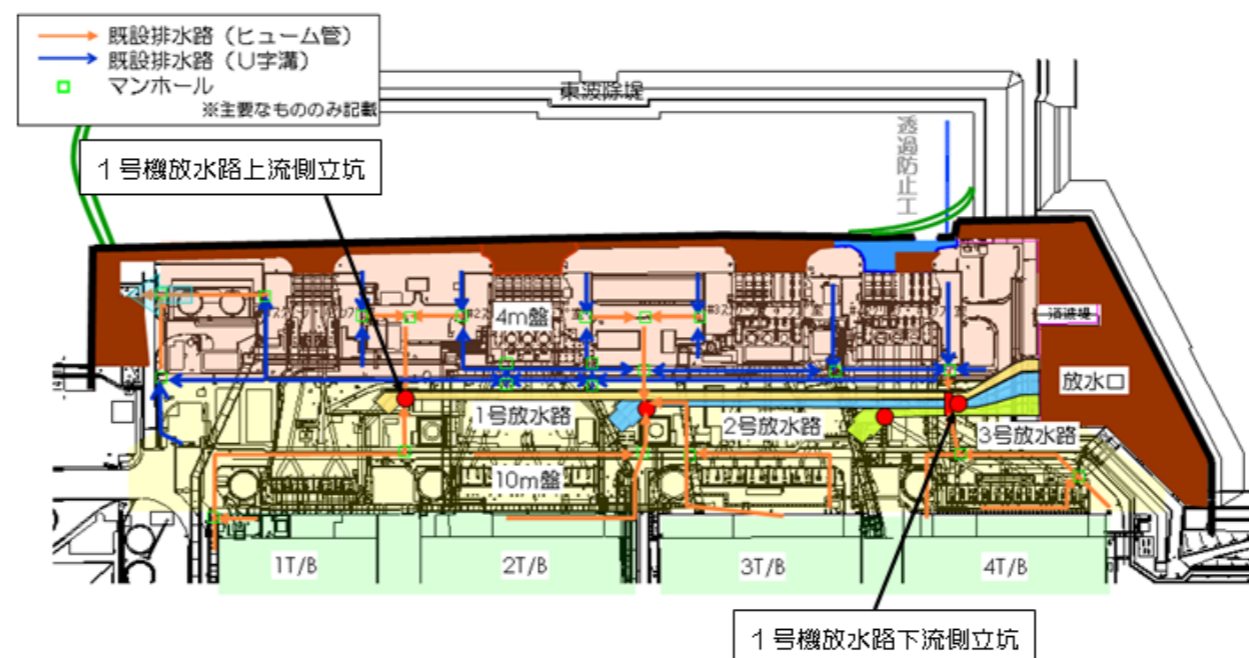 既設排水路（ヒューム管）
既設排水路（U字溝）
マンホール
※主要なもののみ記載
東波除堤
透過防止工
1号機放水路上流側立坑
4m盤
消波堤
放水口
1号放水路
2号放水路
3号放水路
10m盤
1T/B
2T/B
3T/B
4T/B
1号機放水路下流側立坑